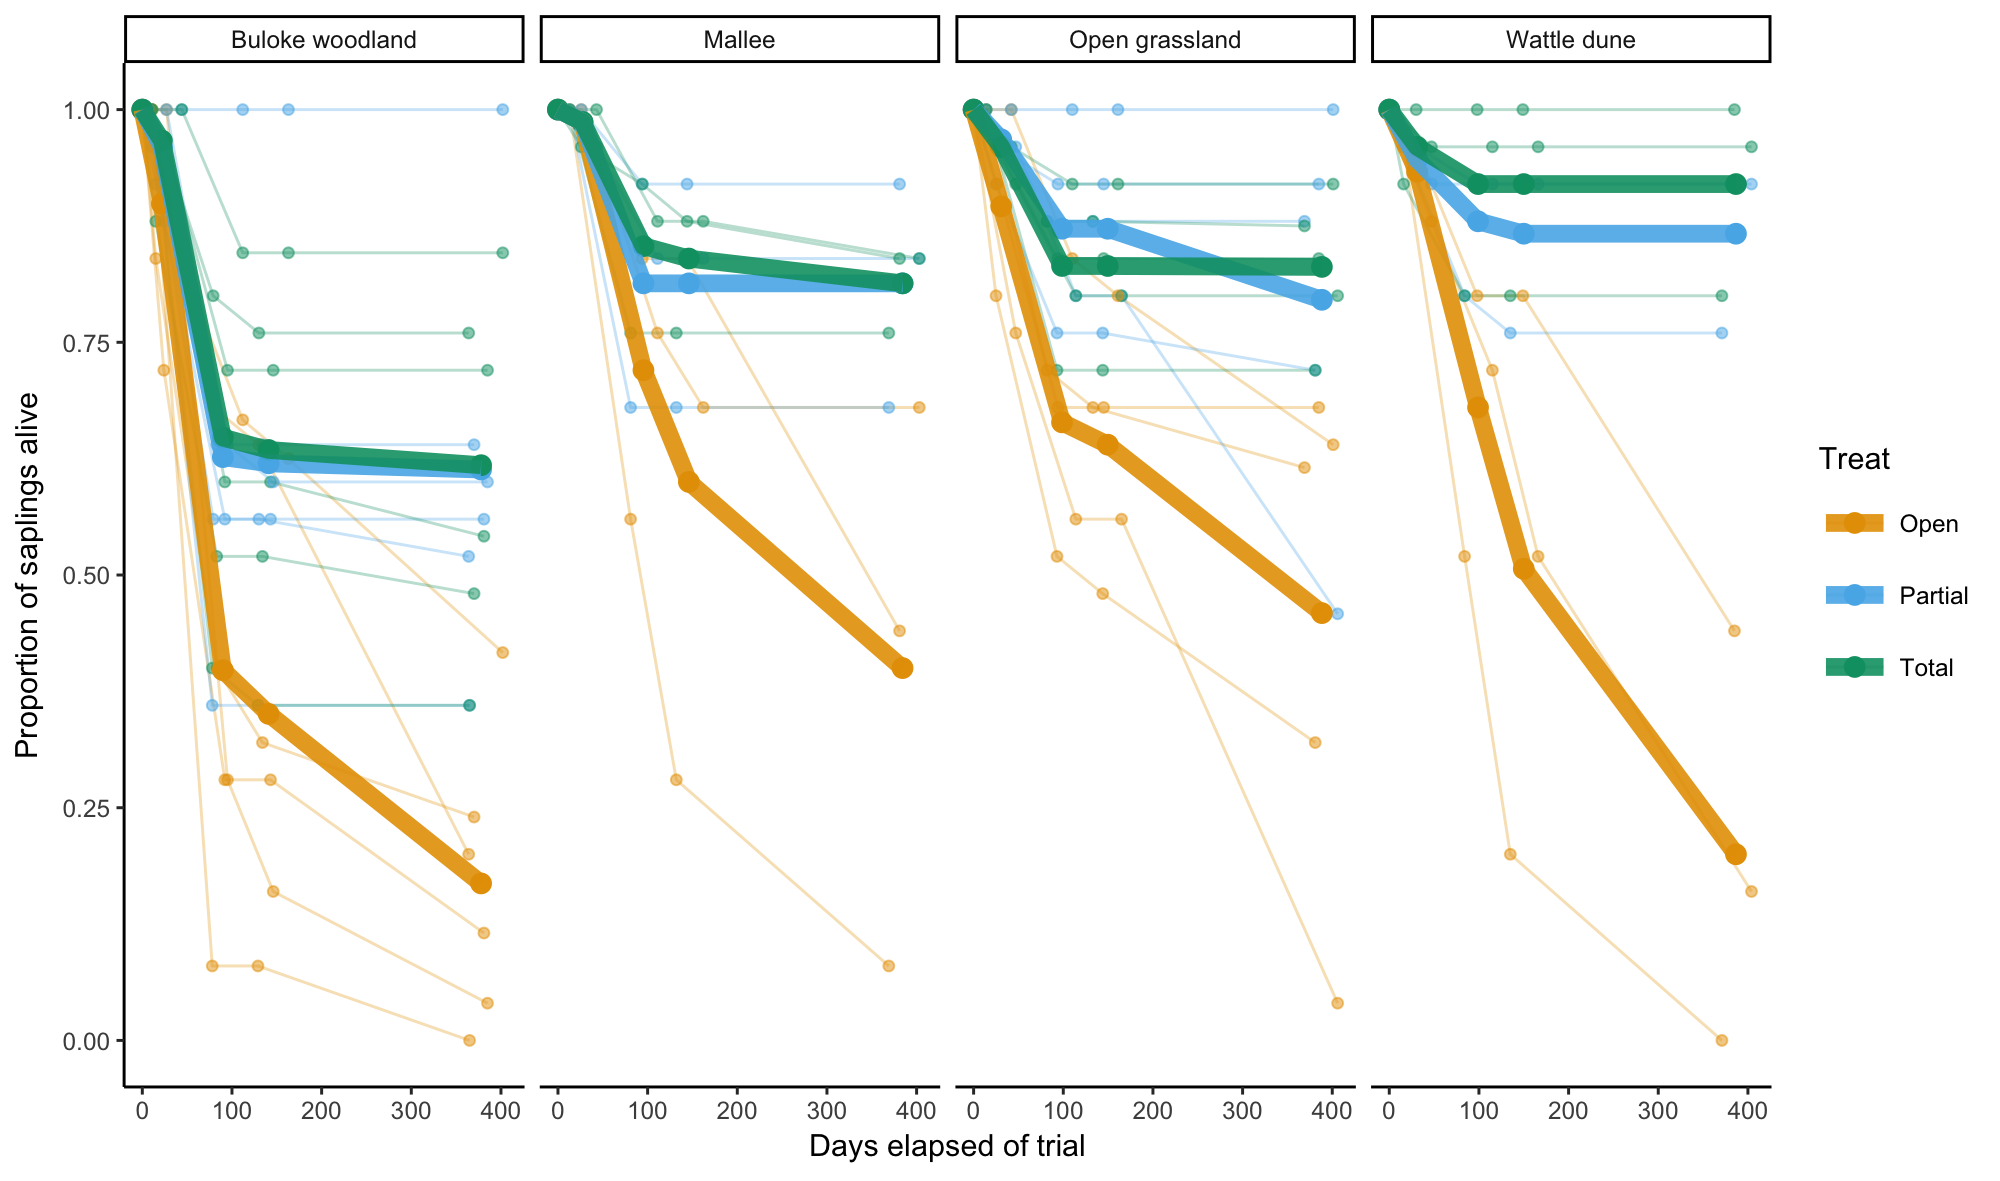 Buloke woodland
Mallee
Open grassland
Wattle dune
Proportion of saplings alive
1.00
0.75
0.50
0.25
0.00
0 100 200 300 400
0 100 200 300 400
0 100 200 300 400
0 100 200 300 400
Days elapsed of trial
Treat
Open
Partial
Total